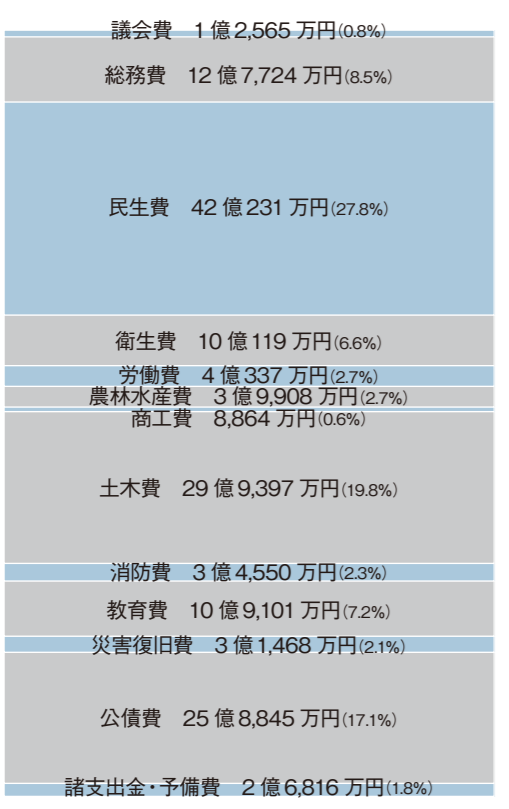 議会費　1億2,565万円(0.8%)
総務費　12億7,724万円(8.5%)
民生費　42億231万円(27.8%)
衛生費　10億119万円(6.6%)
労働費　4億337万円(2.7%)
農林水産費　3億9,908万円(2.7%)
商工費　8,864万円(0.6%)
土木費　29億9,397万円(19.8%)
消防費　3億4,550万円(2.3%)
教育費　10億9,101万円(7.2%)
災害復旧費　3億1,468万円(2.1%)
公債費　25億8,845万円(17.1%)
諸支出金・予備費　2億6,816万円(1.8%)